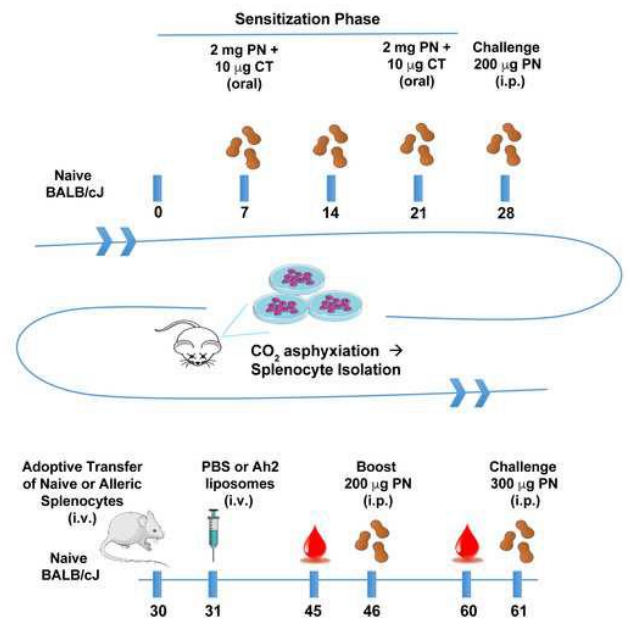 Sensitization Phase
2 mg PN +
10 μg CT
(oral)
2 mg PN +
10 μg CT
(oral)
Challenge
200 μg PN
(i.p.)
Naive
BALB/cJ
0
7
14
21
28
CO₂ asphyxiation →
Splenocyte Isolation
Adoptive Transfer
of Naive or Alleric
Splenocytes
(i.v.)
PBS or Ah2
liposomes
(i.v.)
Boost
200 μg PN
(i.p.)
Challenge
300 μg PN
(i.p.)
Naive
BALB/cJ
30
31
45
46
60
61